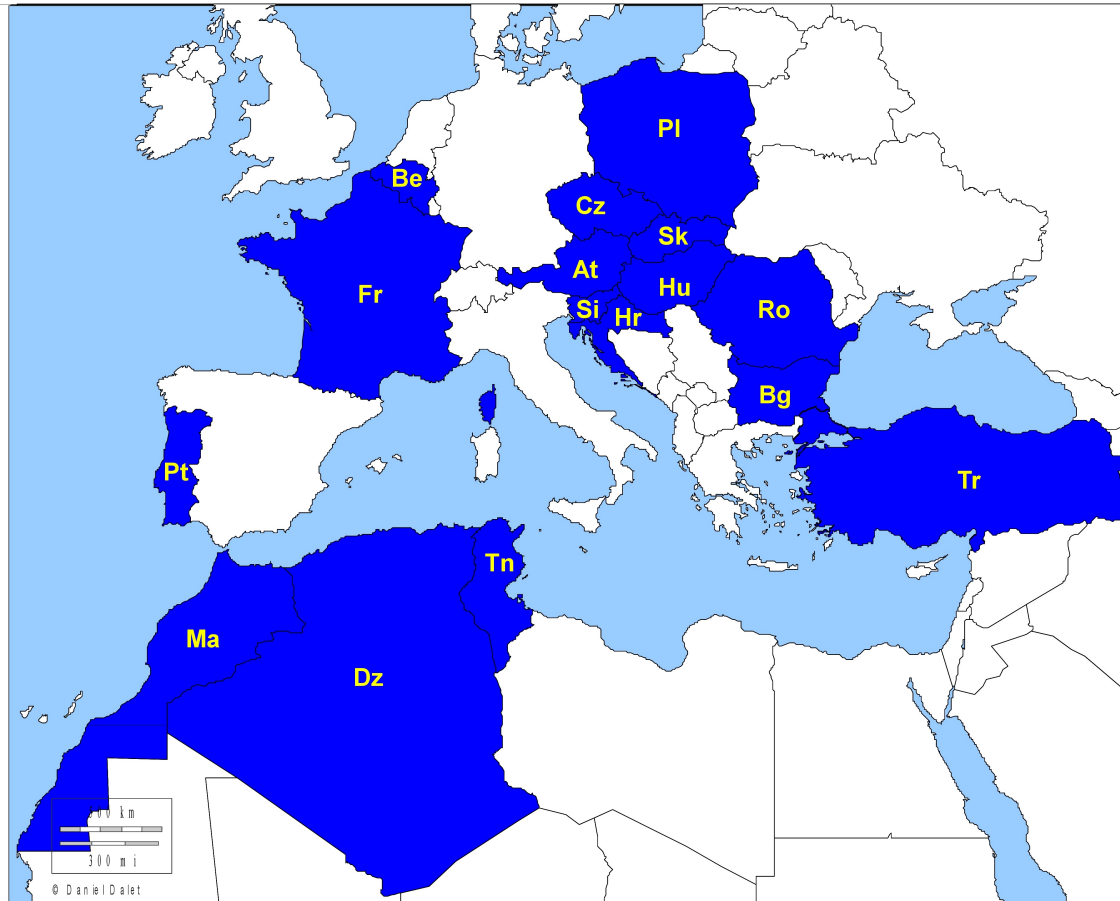 Pl
Be
Cz
Sk
At
Hu
Fr
Si
Hr
Ro
Bg
Pt
Tr
Tn
Ma
Dz
300 km
300 mi
© Daniel Dalet